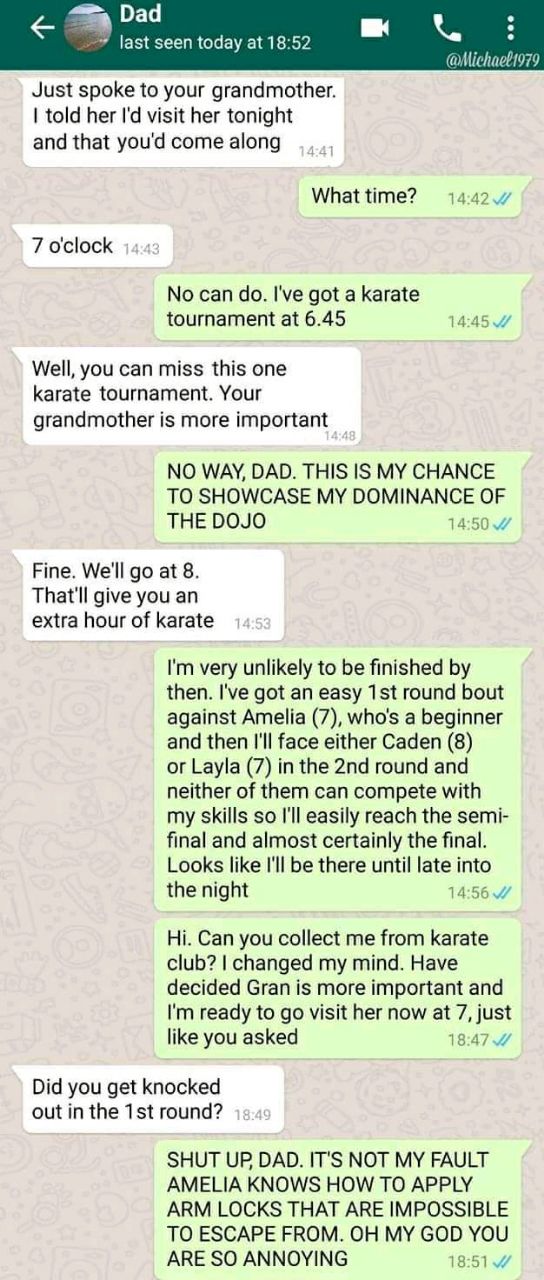 Dad
last seen today at 18:52
@Michael1979
Just spoke to your grandmother.
I told her I'd visit her tonight
and that you'd come along 14:41
What time? 14:42
7 o'clock 14:43
No can do. I've got a karate
tournament at 6.45 14:45
Well, you can miss this one
karate tournament. Your
grandmother is more important
14:48
NO WAY, DAD. THIS IS MY CHANCE
TO SHOWCASE MY DOMINANCE OF
THE DOJO 14:50
Fine. We'll go at 8.
That'll give you an
extra hour of karate 14:53
I'm very unlikely to be finished by
then. I've got an easy 1st round bout
against Amelia (7), who's a beginner
and then I'll face either Caden (8)
or Layla (7) in the 2nd round and
neither of them can compete with
my skills so I'll easily reach the semi-
final and almost certainly the final.
Looks like I'll be there until late into
the night 14:56
Hi. Can you collect me from karate
club? I changed my mind. Have
decided Gran is more important and
I'm ready to go visit her now at 7, just
like you asked 18:47
Did you get knocked
out in the 1st round? 18:49
SHUT UP, DAD. IT'S NOT MY FAULT
AMELIA KNOWS HOW TO APPLY
ARM LOCKS THAT ARE IMPOSSIBLE
TO ESCAPE FROM. OH MY GOD YOU
ARE SO ANNOYING 18:51